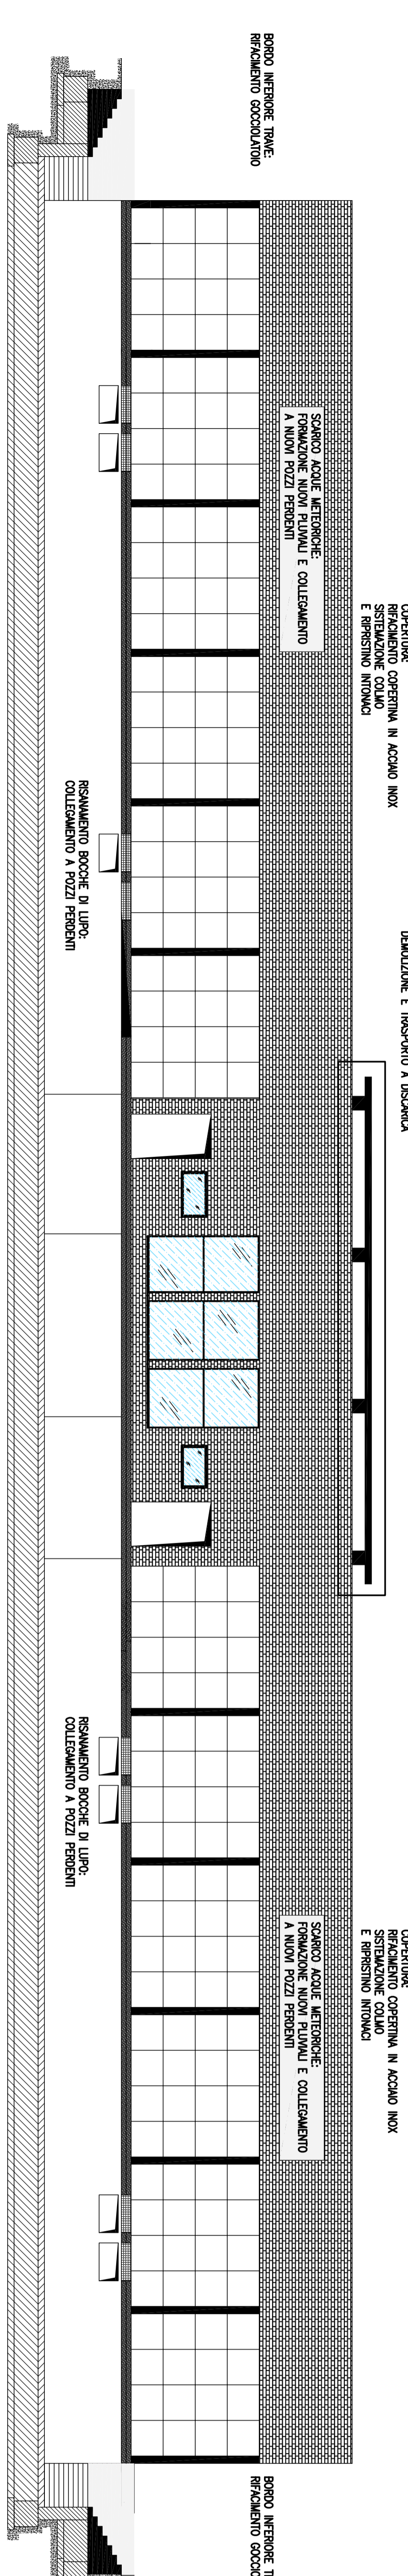 BORDO INFERIORE TRAVE:
RIFACIMENTO GOCCIOLATOIO
COPERTURA:
RIFACIMENTO COPERTINA IN ACCIAIO INOX
SISTEMAZIONE COLMO
E RIPRISTINO INTONACI
SCARICO ACQUE METEORICHE:
FORMAZIONE NUOVI PLUVIALI E COLLEGAMENTO
A NUOVI POZZI PERDENTI
RISANAMENTO BOCCHE DI LUPO:
COLLEGAMENTO A POZZI PERDENTI
DEMOLIZIONE E TRASPORTO A DISCARICA
COPERTURA:
RIFACIMENTO COPERTINA IN ACCIAIO INOX
SISTEMAZIONE COLMO
E RIPRISTINO INTONACI
SCARICO ACQUE METEORICHE:
FORMAZIONE NUOVI PLUVIALI E COLLEGAMENTO
A NUOVI POZZI PERDENTI
RISANAMENTO BOCCHE DI LUPO:
COLLEGAMENTO A POZZI PERDENTI
BORDO INFERIORE
RIFACIMENTO